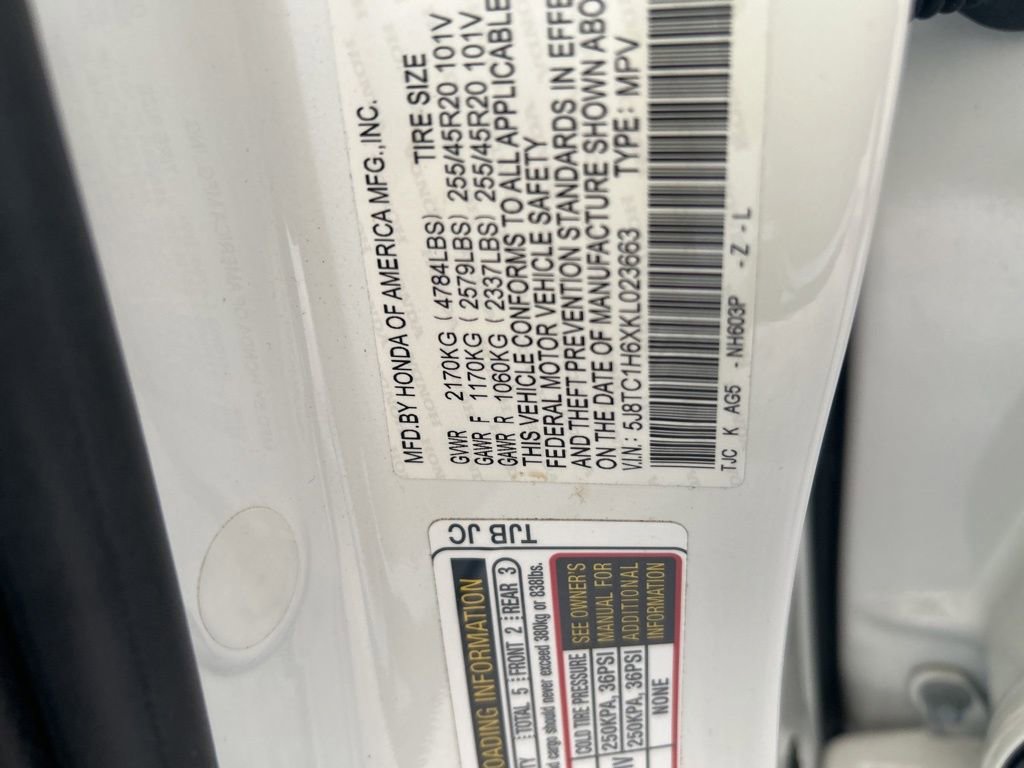 MFD.BY HONDA OF AMERICA MFG.,INC.
TIRE SIZE
GVWR 2170KG ( 4784LBS)
GAWR F 1170KG ( 2579LBS) 255/45R20 101V
GAWR R 1060KG ( 2337LBS) 255/45R20 101V
THIS VEHICLE CONFORMS TO ALL APPLICABLE
FEDERAL MOTOR VEHICLE SAFETY
AND THEFT PREVENTION STANDARDS IN EFFE
ON THE DATE OF MANUFACTURE SHOWN ABO
V.I.N.: 5J8TC1H6XKL023663 TYPE: MPV
TJC K AG5 -NH603P -Z -L
TJB JC
OADING INFORMATION
TY TOTAL 5 FRONT 2 REAR 3
d cargo should never exceed 380kg or 838lbs.
COLD TIRE PRESSURE
250KPA, 36PSI
250KPA, 36PSI
NONE
SEE OWNER'S
MANUAL FOR
ADDITIONAL
INFORMATION